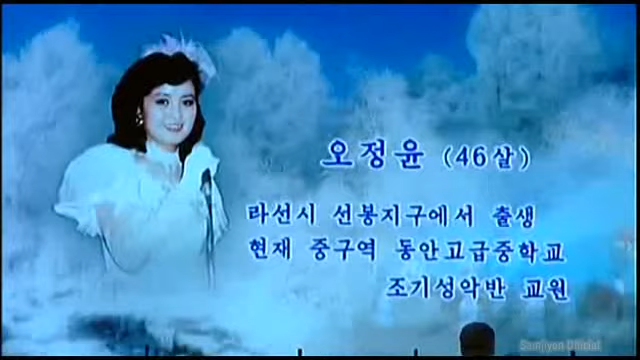 오정윤 (46살)
라선시 선봉지구에서 출생
현재 중구역 동안고급중학교
조기성악반 교원
Samjiyon Official